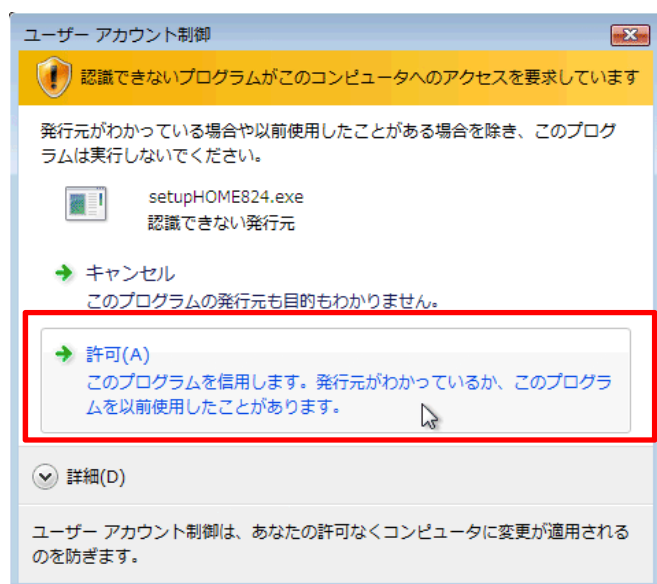 ユーザー アカウント制御
認識できないプログラムがこのコンピュータへのアクセスを要求しています
発行元がわかっている場合や以前使用したことがある場合を除き、このプログ
ラムは実行しないでください。
setupHOME824.exe
認識できない発行元
キャンセル
このプログラムの発行元も目的もわかりません。
許可(A)
このプログラムを信用します。発行元がわかっているか、このプログラ
ムを以前使用したことがあります。
詳細(D)
ユーザー アカウント制御は、あなたの許可なくコンピュータに変更が適用される
のを防ぎます。